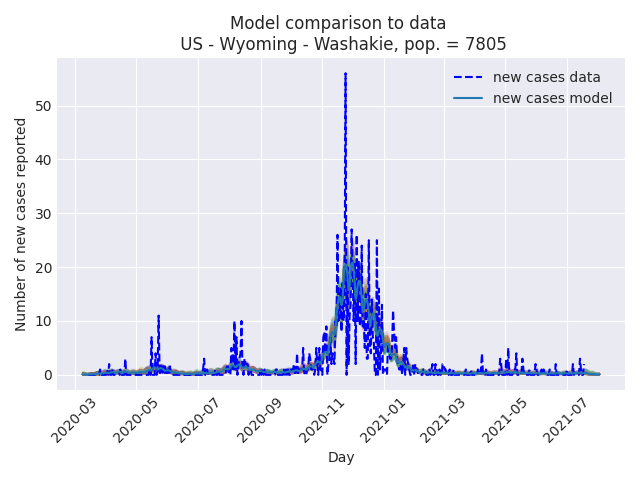 Model comparison to data
US - Wyoming - Washakie, pop. = 7805
new cases data
new cases model
Number of new cases reported
50
40
30
20
10
0
2020-03
2020-05
2020-07
2020-09
2020-11
2021-01
2021-03
2021-05
2021-07
Day